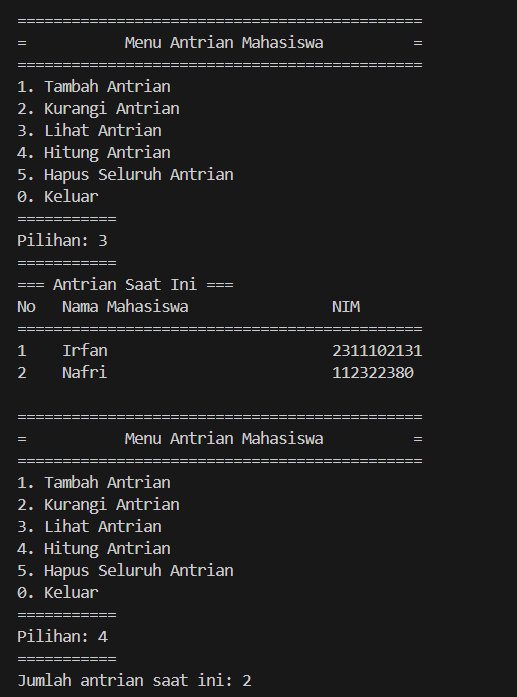 =============================================
=           Menu Antrian Mahasiswa          =
=============================================
1. Tambah Antrian
2. Kurangi Antrian
3. Lihat Antrian
4. Hitung Antrian
5. Hapus Seluruh Antrian
0. Keluar
===========
Pilihan: 3
===========
=== Antrian Saat Ini ===
No   Nama Mahasiswa                NIM
=============================================
1    Irfan                         2311102131
2    Nafri                         112322380

=============================================
=           Menu Antrian Mahasiswa          =
=============================================
1. Tambah Antrian
2. Kurangi Antrian
3. Lihat Antrian
4. Hitung Antrian
5. Hapus Seluruh Antrian
0. Keluar
===========
Pilihan: 4
===========
Jumlah antrian saat ini: 2